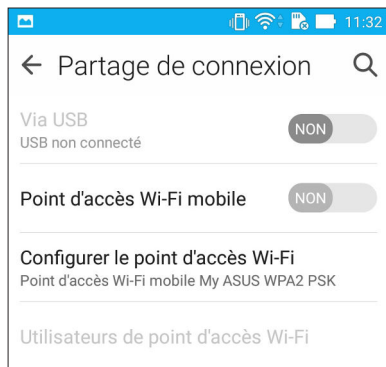 11:32
Partage de connexion
Via USB
NON
USB non connecté
Point d'accès Wi-Fi mobile
NON
Configurer le point d'accès Wi-Fi
Point d'accès Wi-Fi mobile My ASUS WPA2 PSK
Utilisateurs de point d'accès Wi-Fi